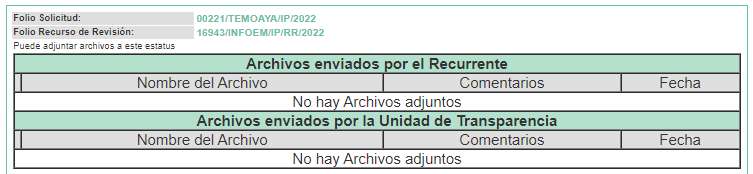 Folio Solicitud: 00221/TEMOAYA/IP/2022
Folio Recurso de Revisión: 16943/INFOEM/IP/RR/2022
Puede adjuntar archivos a este estatus
Archivos enviados por el Recurrente
Nombre del Archivo Comentarios Fecha
No hay Archivos adjuntos
Archivos enviados por la Unidad de Transparencia
Nombre del Archivo Comentarios Fecha
No hay Archivos adjuntos